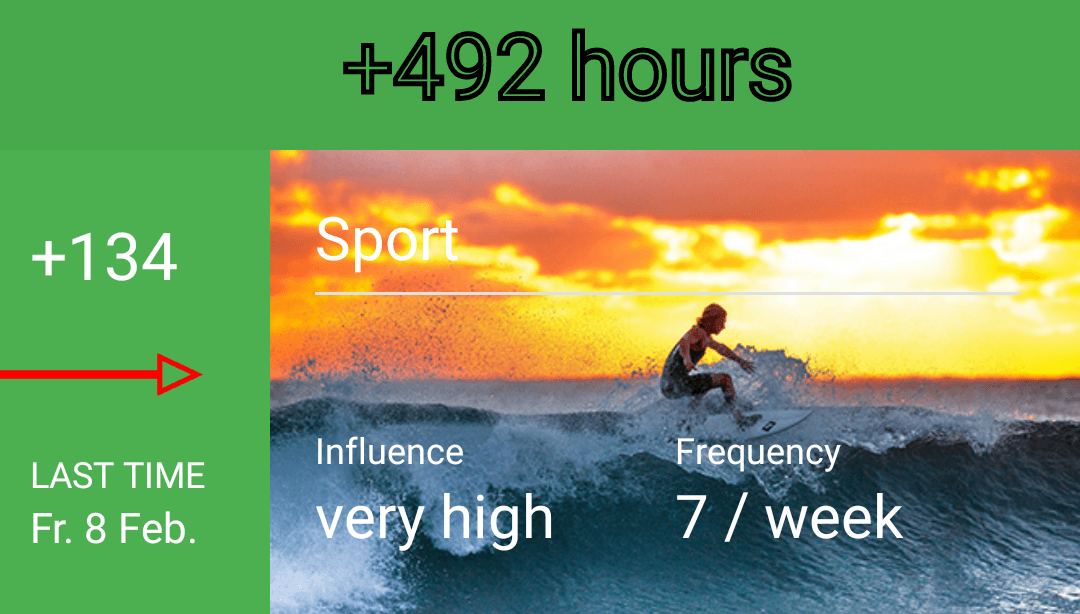 +492 hours
+134
LAST TIME
Fr. 8 Feb.
Sport
Influence
very high
Frequency
7 / week